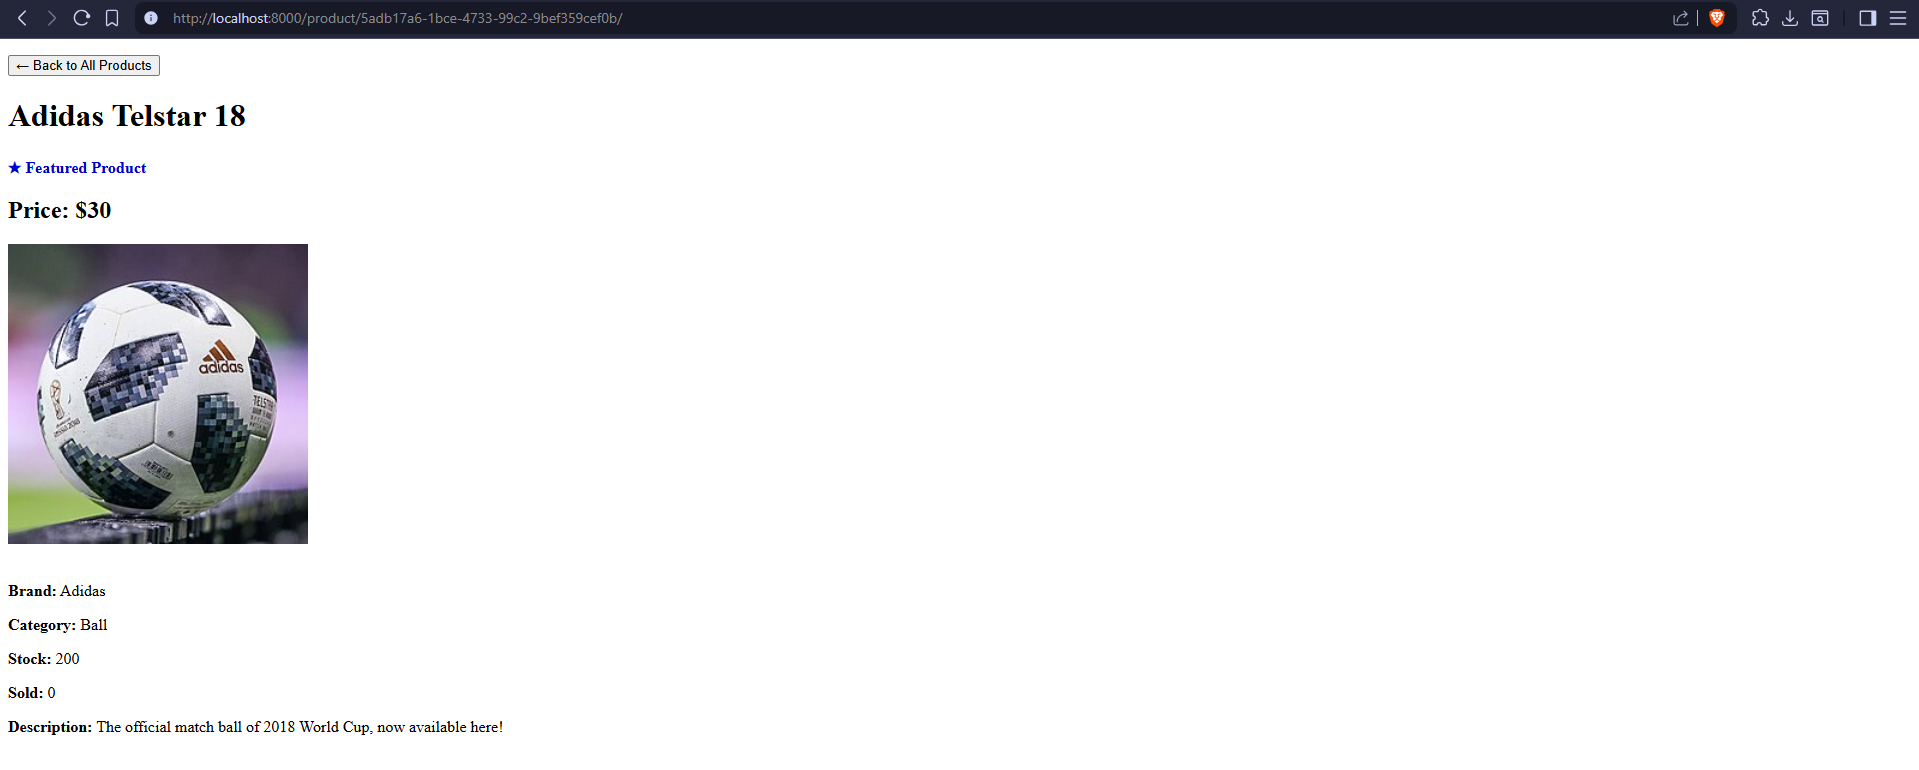 http://localhost:8000/product/5adb17a6-1bce-4733-99c2-9bef359cef0b/
← Back to All Products
Adidas Telstar 18
★ Featured Product
Price: $30
adidas
Brand: Adidas
Category: Ball
Stock: 200
Sold: 0
Description: The official match ball of 2018 World Cup, now available here!